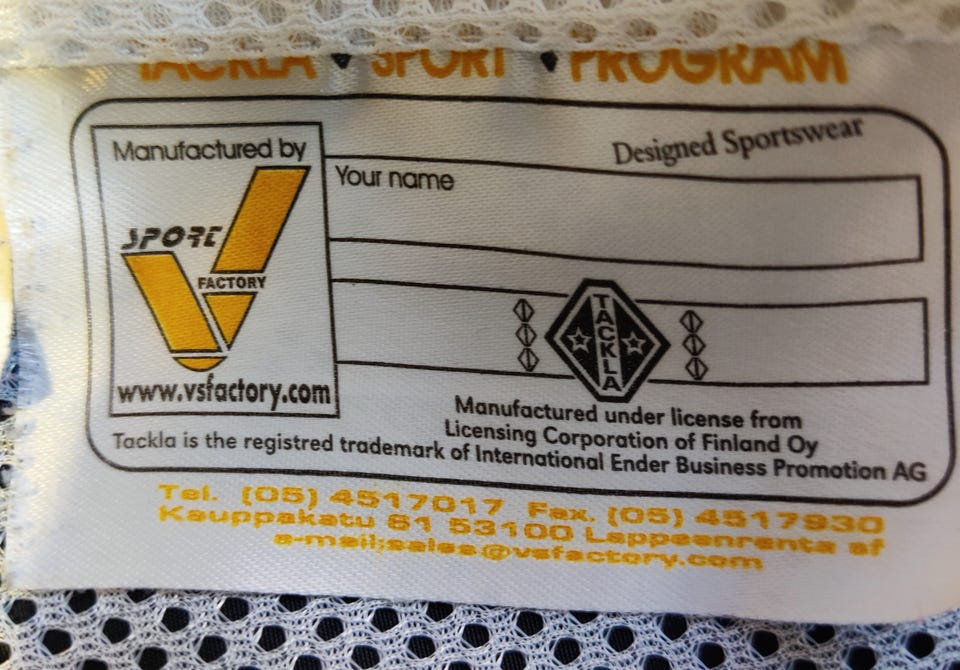 TACKLA SPORT PROGRAM
Manufactured by
SPORT
FACTORY
www.vsfactory.com
Designed Sportswear
Your name
TACKLA
Manufactured under license from
Licensing Corporation of Finland Oy
Tackla is the registred trademark of International Ender Business Promotion AG
Tel. (05) 4517017 Fax. (05) 4517930
Kauppakatu 61 53100 Lappeenranta sf
e-mail;sales@vsfactory.com